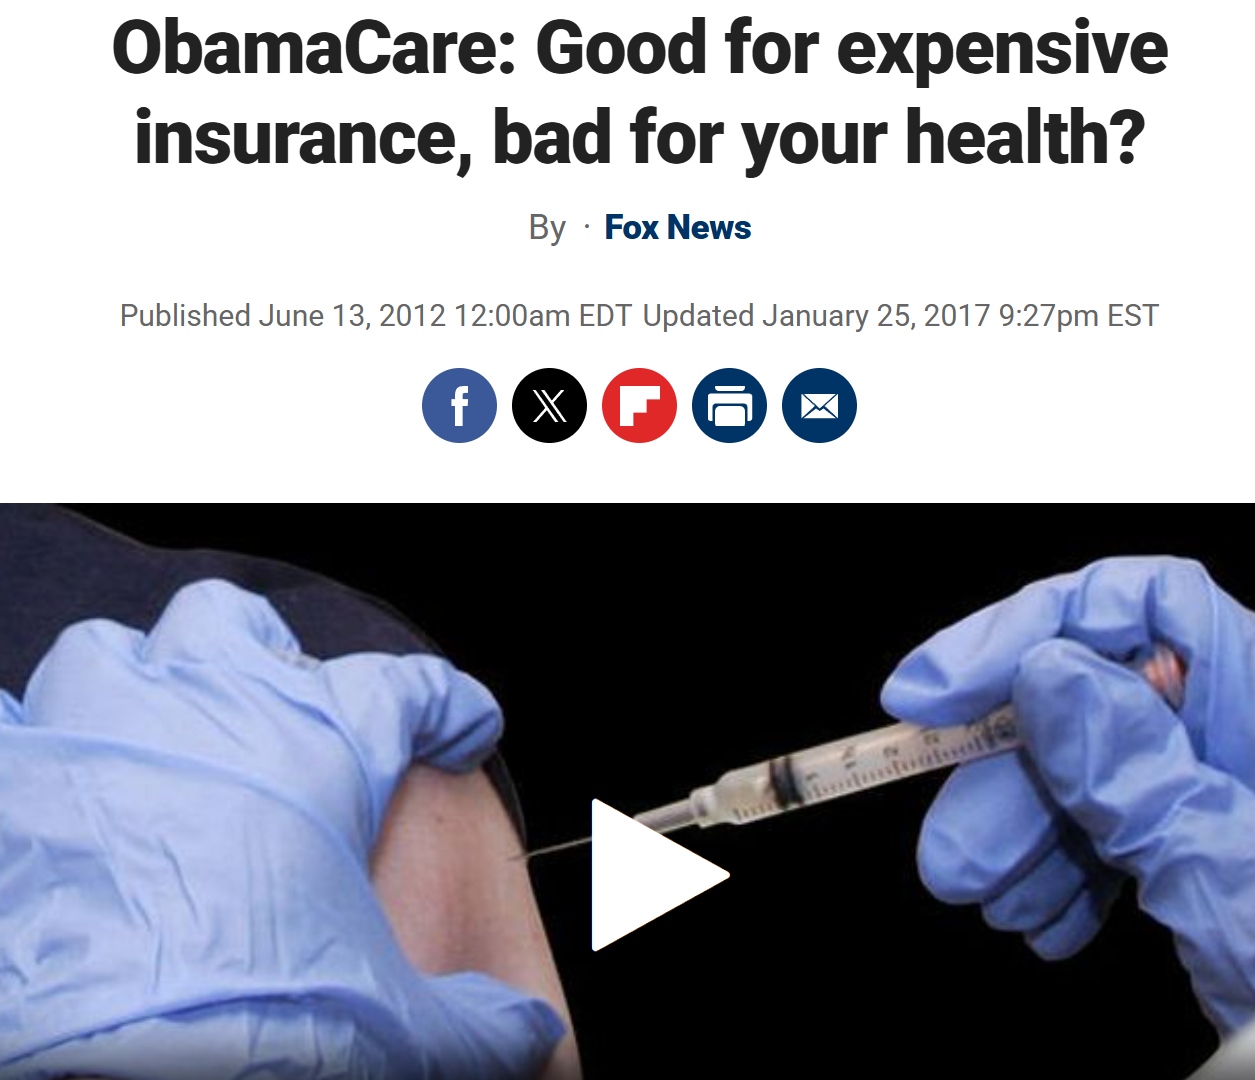 ObamaCare: Good for expensive
insurance, bad for your health?
By · Fox News
Published June 13, 2012 12:00am EDT Updated January 25, 2017 9:27pm EST